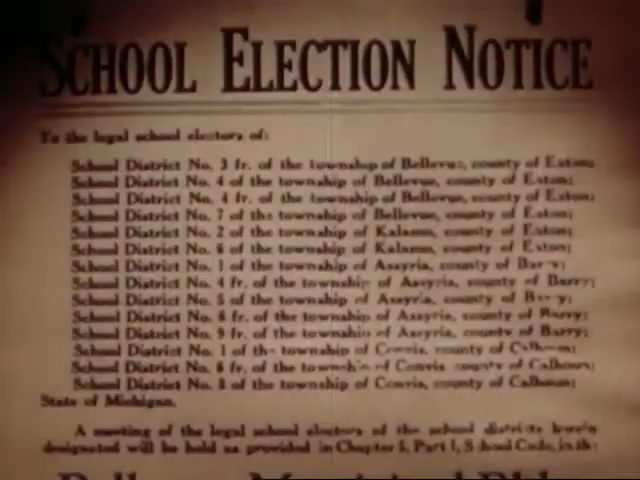 SCHOOL ELECTION NOTICE
To the legal school electors of:
School District No. 3 fr. of the township of Bellevue, county of Eaton;
School District No. 4 of the township of Bellevue, county of Eaton;
School District No. 4 fr. of the township of Bellevue, county of Eaton;
School District No. 7 of the township of Bellevue, county of Eaton;
School District No. 2 of the township of Kalamo, county of Eaton;
School District No. 6 of the township of Kalamo, county of Eaton;
School District No. 1 of the township of Assyria, county of Barry;
School District No. 4 fr. of the township of Assyria, county of Barry;
School District No. 5 of the township of Assyria, county of Barry;
School District No. 8 fr. of the township of Assyria, county of Barry;
School District No. 9 fr. of the township of Assyria, county of Barry;
School District No. 1 of the township of Convis, county of Calhoun;
School District No. 6 fr. of the township of Convis, county of Calhoun;
School District No. 8 of the township of Convis, county of Calhoun;
State of Michigan.
A meeting of the legal school electors of the school districts herein
designated will be held as provided in Chapter 5, Part 1, School Code, in the